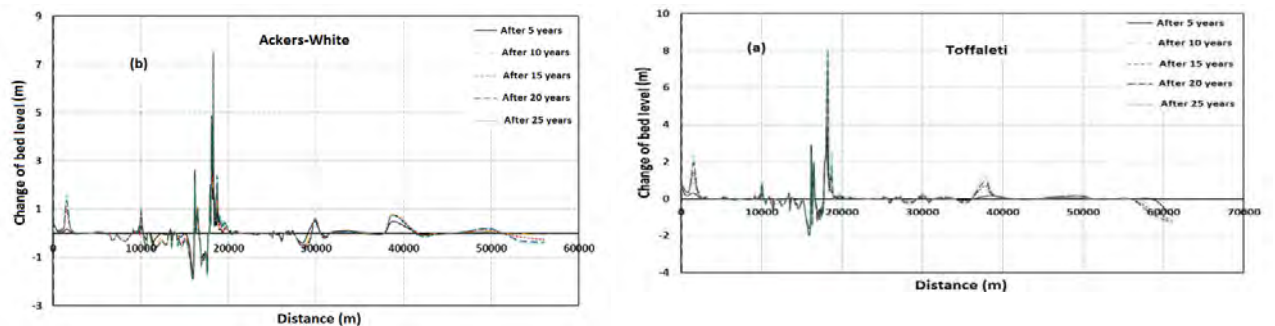 Ackers-White
(b)
After 5 years
After 10 years
After 15 years
After 20 years
After 25 years
Change of bed level (m)
9
7
5
3
1
-1
-3
0
10000
20000
30000
40000
50000
60000
Distance (m)
(a)
Toffaleti
After 5 years
After 10 years
After 15 years
After 20 years
After 25 years
Change of bed level (m)
10
8
6
4
2
0
-2
-4
0
10000
20000
30000
40000
50000
60000
70000
Distance (m)